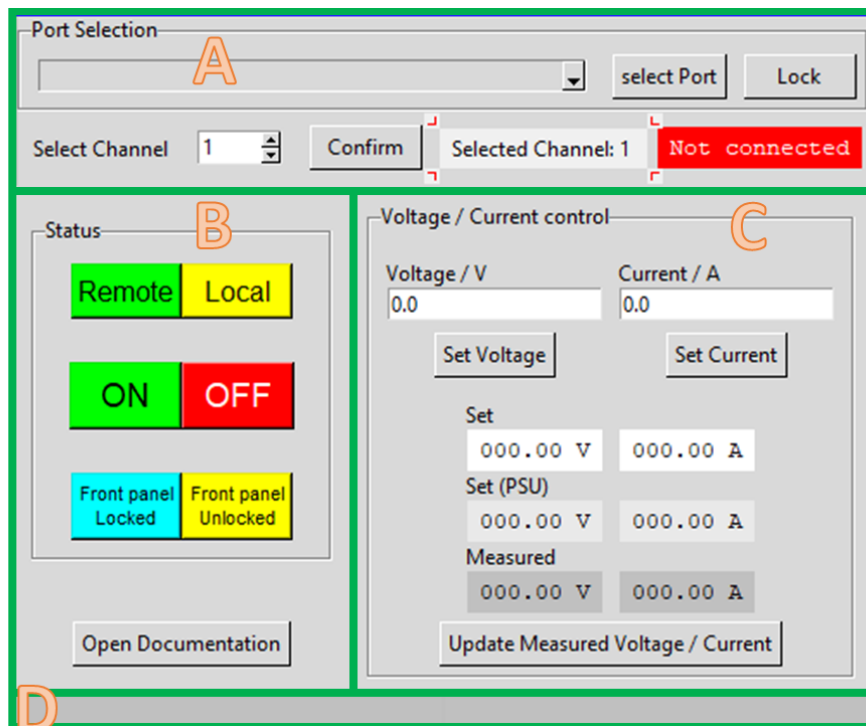 Port Selection
A
select Port Lock
Select Channel 1 Confirm Selected Channel: 1 Not connected
B
Status
Remote Local
ON OFF
Front panel Front panel
Locked Unlocked
Open Documentation
Voltage / Current control
C
Voltage / V Current / A
0.0 0.0
Set Voltage Set Current
Set
000.00 V 000.00 A
Set (PSU)
000.00 V 000.00 A
Measured
000.00 V 000.00 A
Update Measured Voltage / Current
D